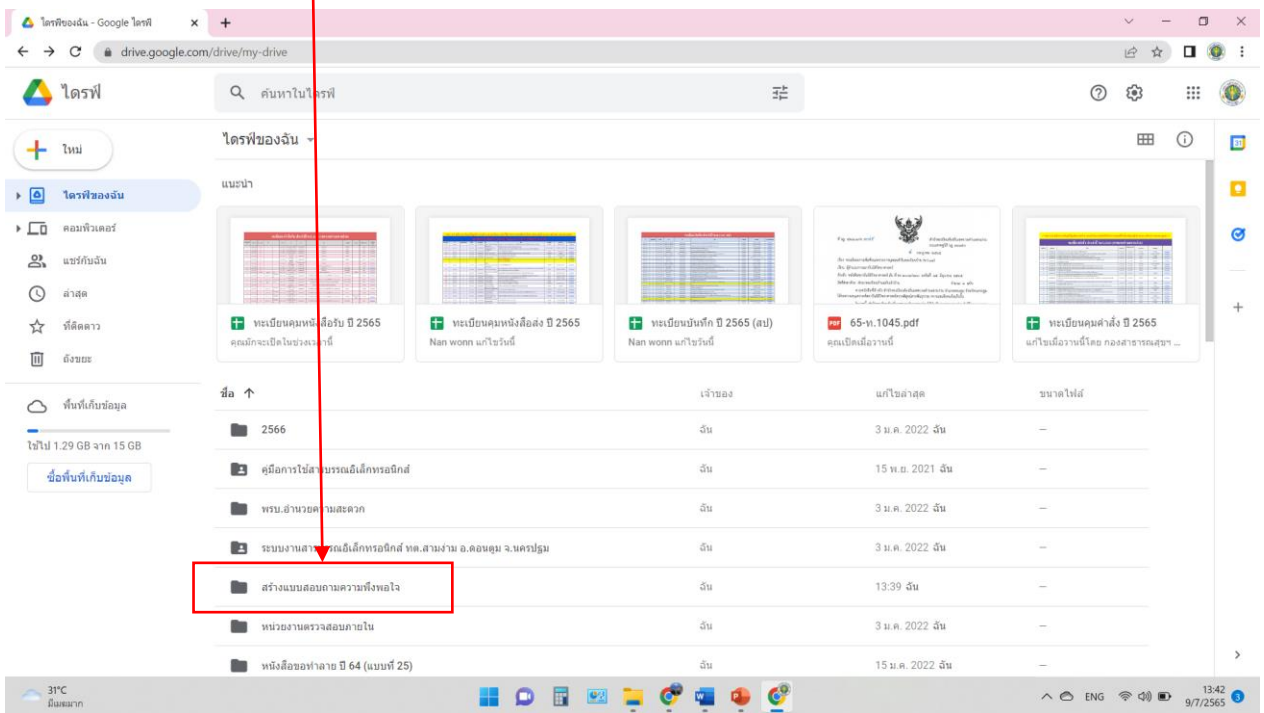 ไดรฟ์ของฉัน - Google ไดรฟ์
drive.google.com/drive/my-drive
ไดรฟ์
ค้นหาในไดรฟ์
ใหม่
ไดรฟ์ของฉัน
คอมพิวเตอร์
แชร์กับฉัน
ล่าสุด
ที่ติดดาว
ถังขยะ
พื้นที่เก็บข้อมูล
ใช้ไป 1.29 GB จาก 15 GB
ซื้อพื้นที่เก็บข้อมูล
ไดรฟ์ของฉัน
แนะนำ
ทะเบียนคุมหนังสือรับ ปี 2565
คุณมักจะเปิดในช่วงเวลานี้
ทะเบียนคุมหนังสือส่ง ปี 2565
Nan wonn แก้ไขวันนี้
ทะเบียนบันทึก ปี 2565 (สป)
Nan wonn แก้ไขวันนี้
PDF 65-ท.1045.pdf
คุณเปิดเมื่อวานนี้
ทะเบียนคุมคำสั่ง ปี 2565
แก้ไขเมื่อวานนี้โดย กองสาธารณสุขฯ ...
ชื่อ เจ้าของ แก้ไขล่าสุด ขนาดไฟล์
2566 ฉัน 3 ม.ค. 2022 ฉัน —
คู่มือการใช้สารบรรณอิเล็กทรอนิกส์ ฉัน 15 พ.ย. 2021 ฉัน —
พรบ.อำนวยความสะดวก ฉัน 3 ม.ค. 2022 ฉัน —
ระบบงานสารบรรณอิเล็กทรอนิกส์ ทต.สามง่าม อ.ดอนตูม จ.นครปฐม ฉัน 3 ม.ค. 2022 ฉัน —
สร้างแบบสอบถามความพึงพอใจ ฉัน 13:39 ฉัน —
หน่วยงานตรวจสอบภายใน ฉัน 3 ม.ค. 2022 ฉัน —
หนังสือขอทำลาย ปี 64 (แบบที่ 25) ฉัน 15 ม.ค. 2022 ฉัน —
31
31°C
มีเมฆมาก
ENG
13:42
9/7/2565
3